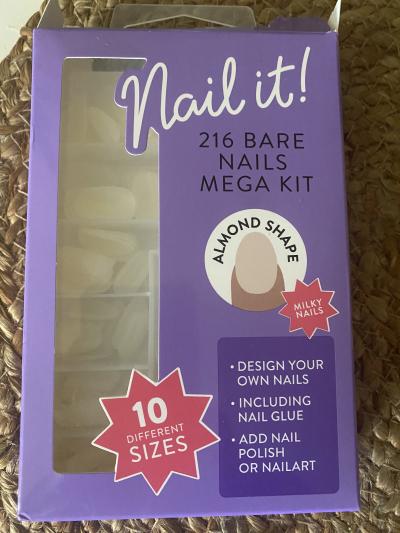 Nail it!
216 BARE
NAILS
MEGA KIT
ALMOND SHAPE
MILKY
NAILS
• DESIGN YOUR
OWN NAILS
• INCLUDING
NAIL GLUE
• ADD NAIL
POLISH
OR NAILART
10
DIFFERENT
SIZES